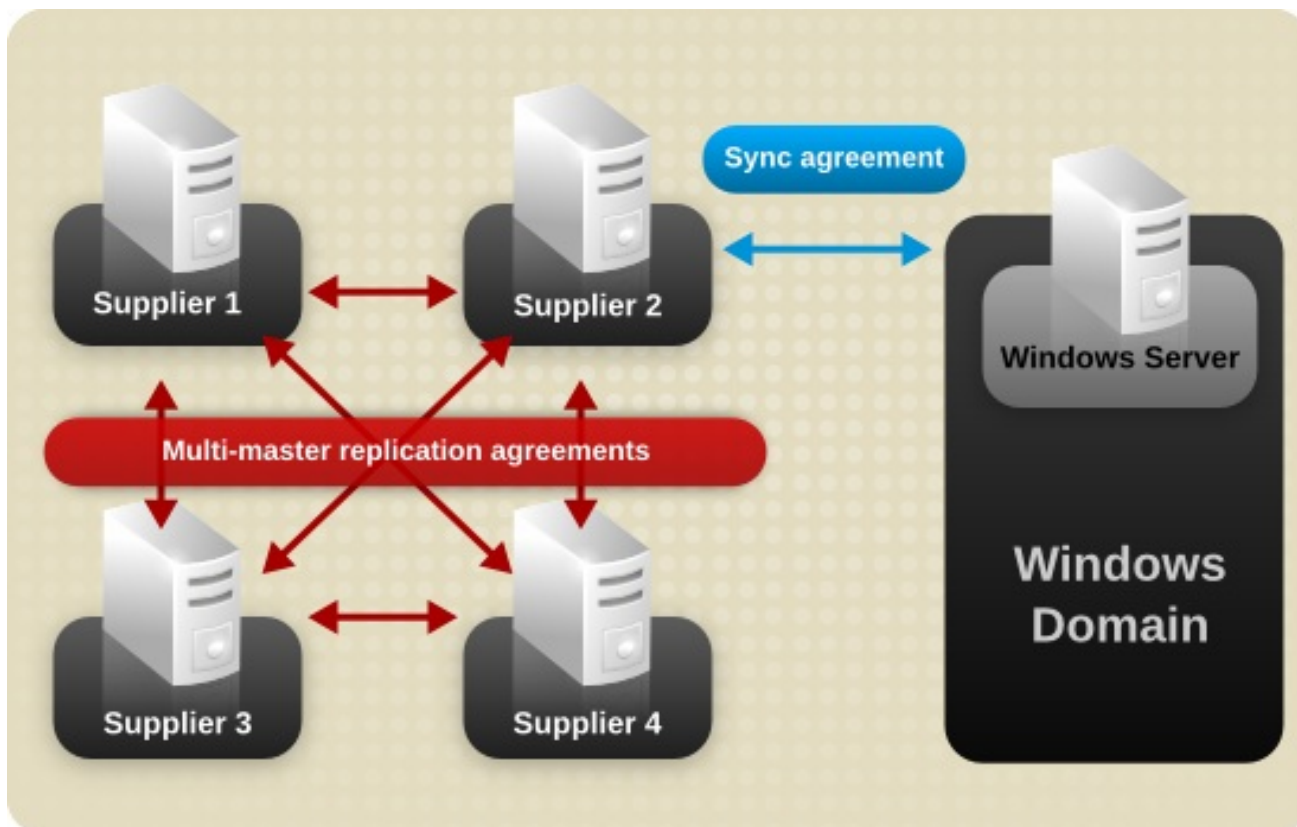 Sync agreement
Supplier 1
Supplier 2
Windows Server
Multi-master replication agreements
Windows
Domain
Supplier 3
Supplier 4